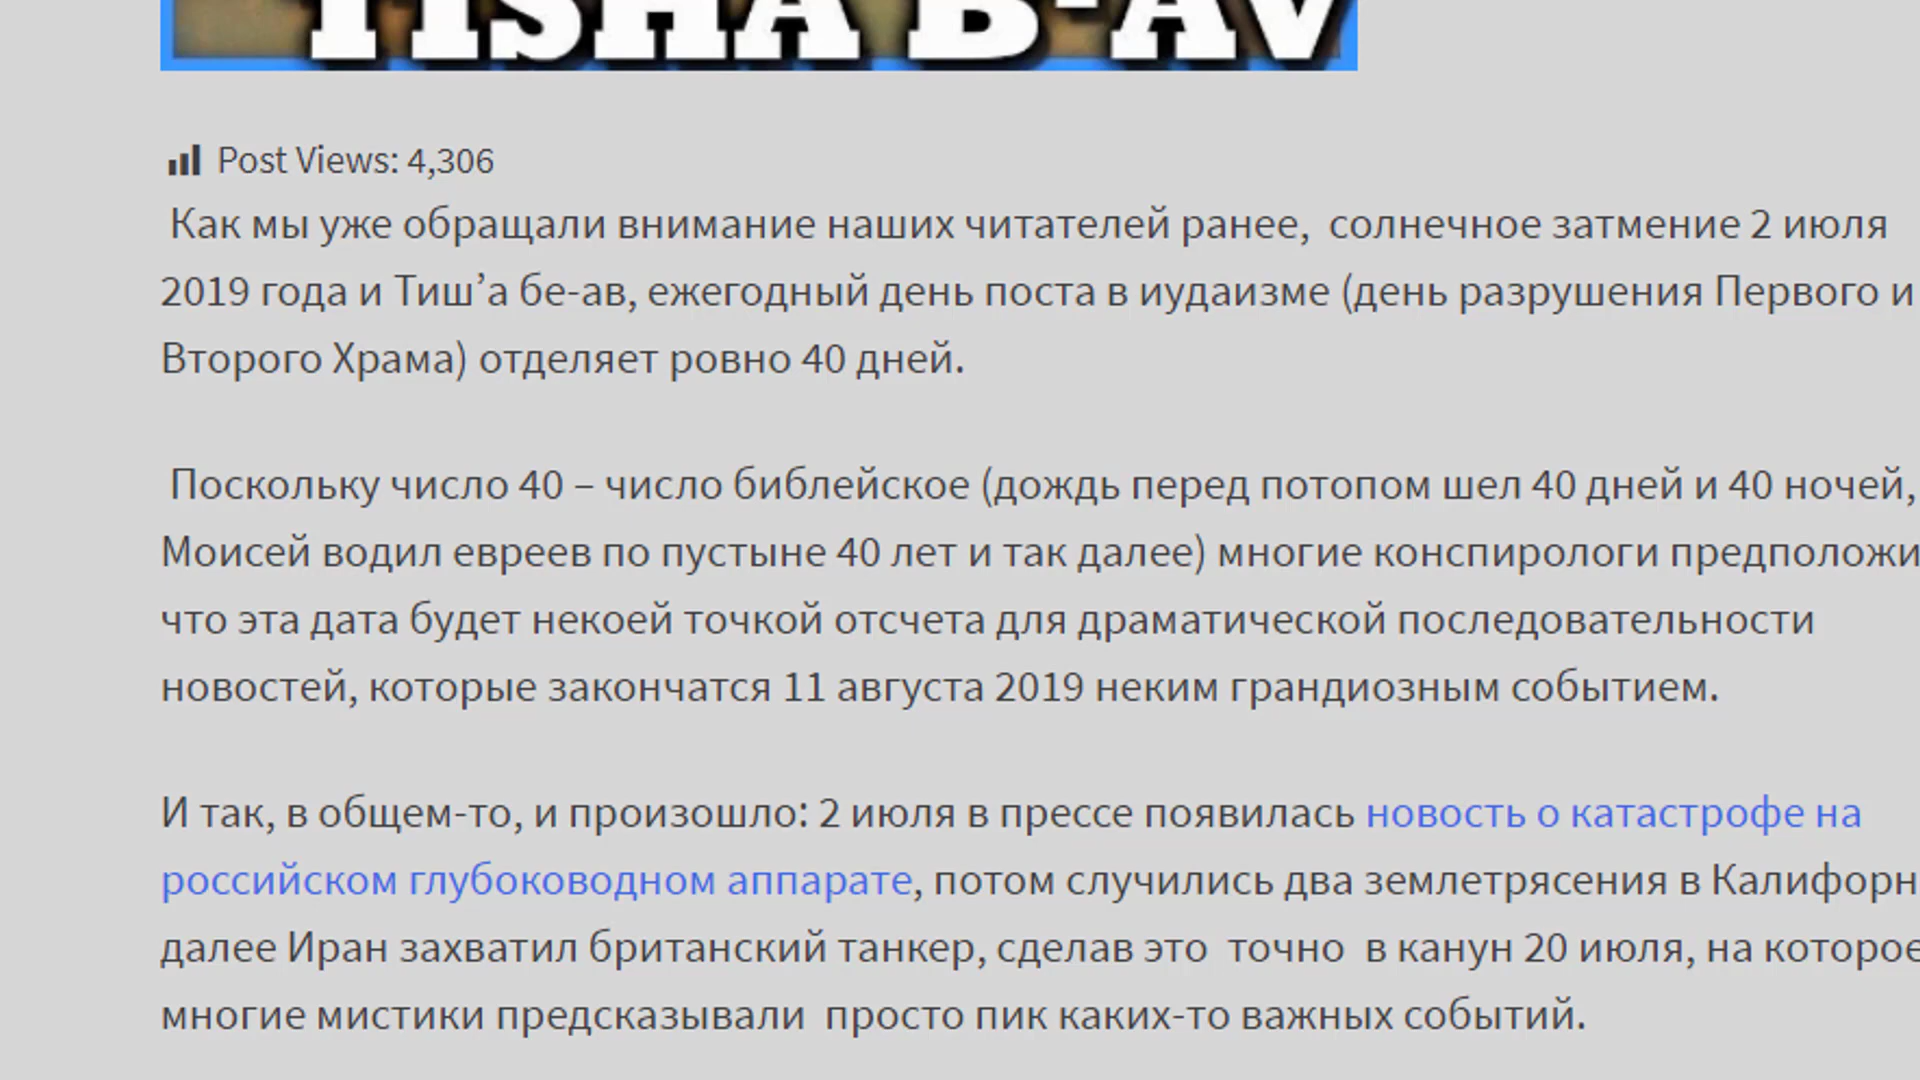 TISHA B-AV
Post Views: 4,306
Как мы уже обращали внимание наших читателей ранее, солнечное затмение 2 июля
2019 года и Тиш’а бе-ав, ежегодный день поста в иудаизме (день разрушения Первого и
Второго Храма) отделяет ровно 40 дней.
Поскольку число 40 – число библейское (дождь перед потопом шел 40 дней и 40 ночей,
Моисей водил евреев по пустыне 40 лет и так далее) многие конспирологи предположи
что эта дата будет некоей точкой отсчета для драматической последовательности
новостей, которые закончатся 11 августа 2019 неким грандиозным событием.
И так, в общем-то, и произошло: 2 июля в прессе появилась новость о катастрофе на
российском глубоководном аппарате, потом случились два землетрясения в Калифорн
далее Иран захватил британский танкер, сделав это точно в канун 20 июля, на которое
многие мистики предсказывали просто пик каких-то важных событий.